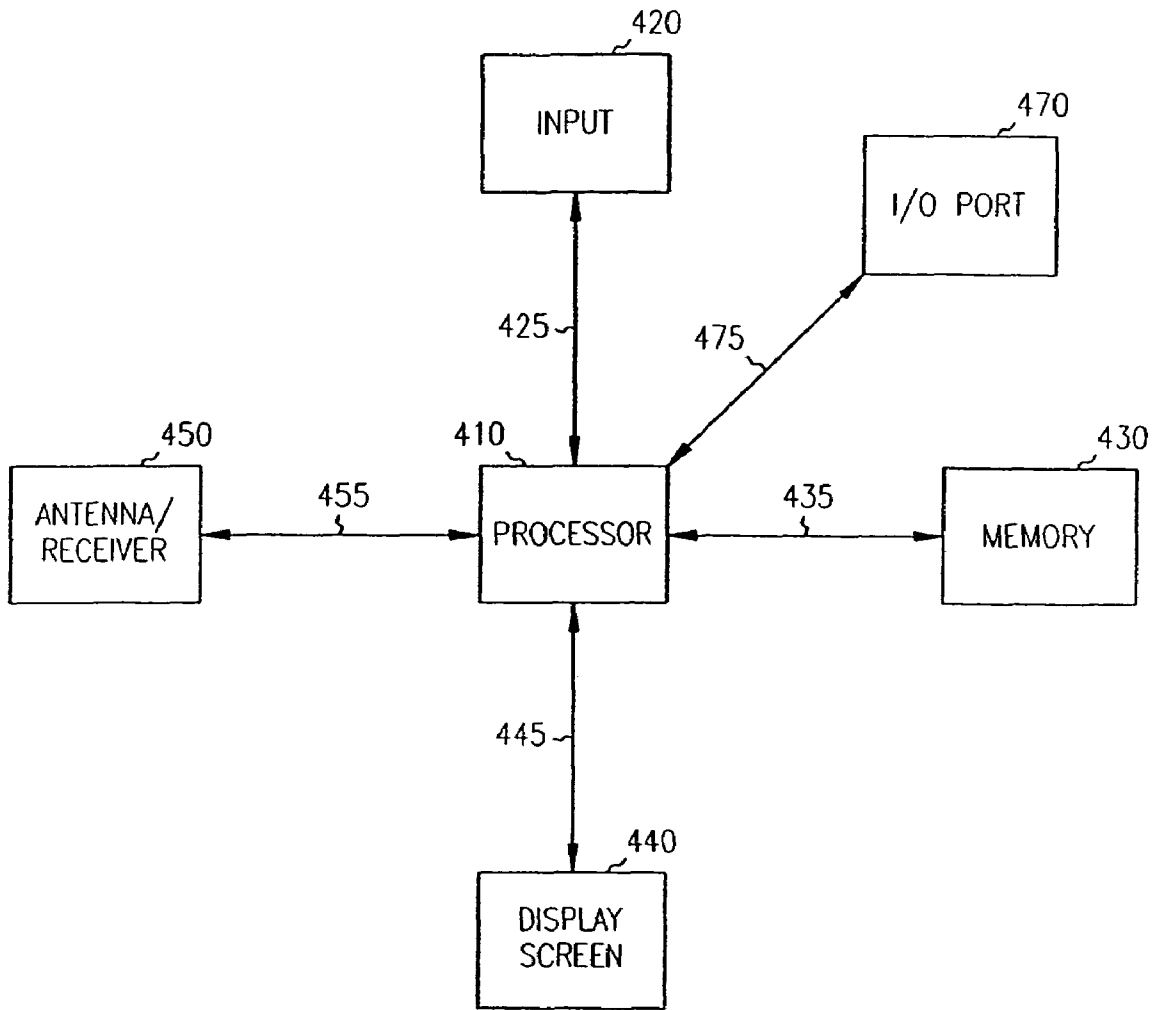 420
INPUT
470
I/O PORT
425
475
450
ANTENNA/
RECEIVER
455
410
PROCESSOR
435
430
MEMORY
445
440
DISPLAY
SCREEN